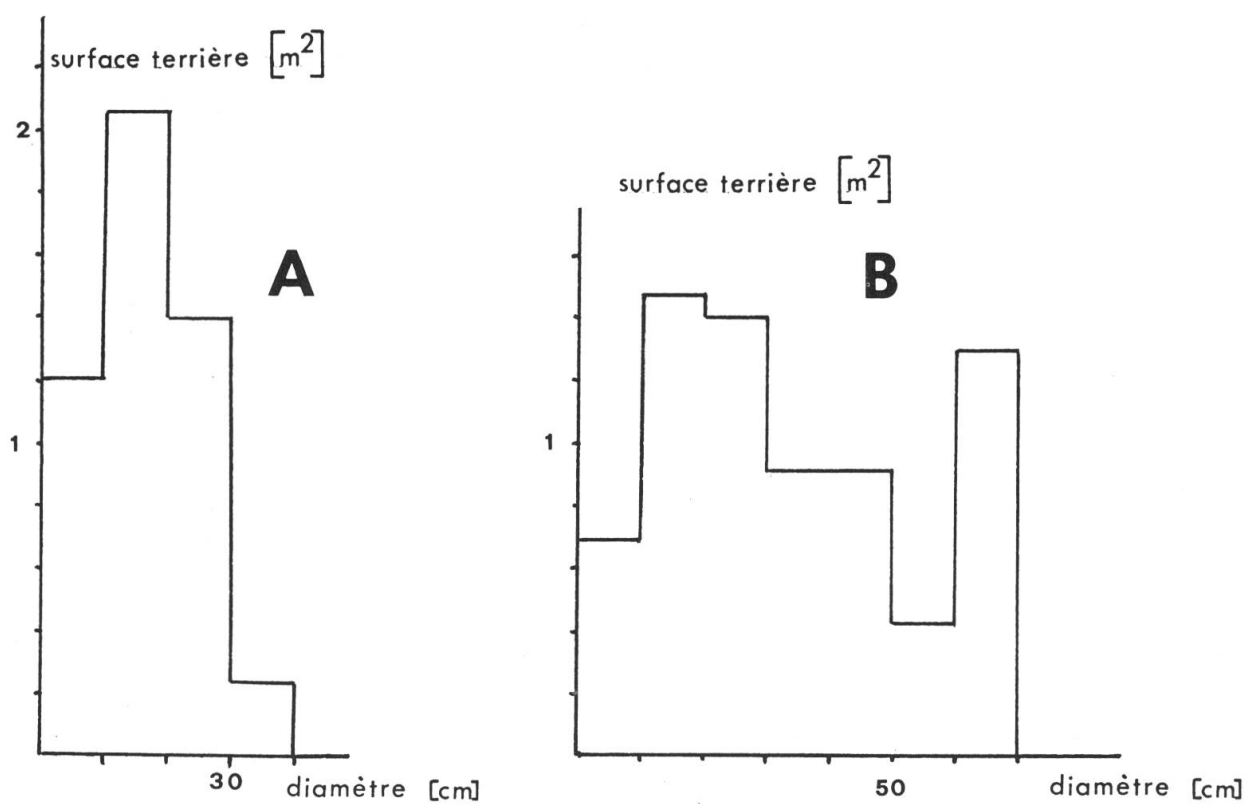 surface terrière [m²]
2
A
1
30
diamètre [cm]
surface terrière [m²]
B
1
50
diamètre [cm]